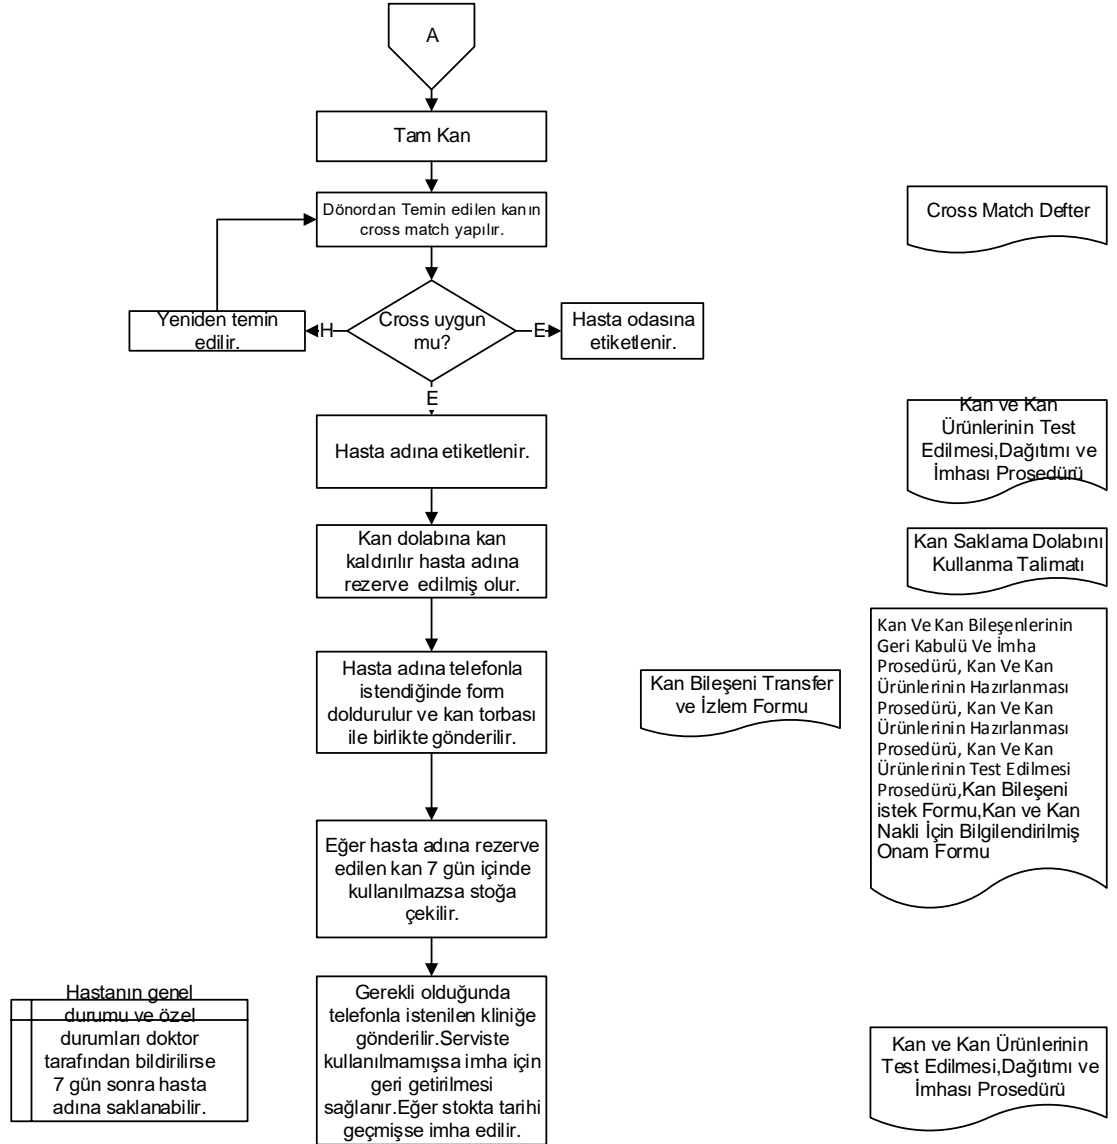 A
Tam Kan
Dönordan Temin edilen kanın
cross match yapılır.
Cross Match Defter
Yeniden temin
edilir.
H
Cross uygun
mu?
E
Hasta odasına
etiketlenir.
E
Hasta adına etiketlenir.
Kan ve Kan
Ürünlerinin Test
Edilmesi,Dağıtımı ve
İmhası Prosedürü
Kan dolabına kan
kaldırılır hasta adına
rezerve edilmiş olur.
Kan Saklama Dolabını
Kullanma Talimatı
Hasta adına telefonla
istendiğinde form
doldurulur ve kan torbası
ile birlikte gönderilir.
Kan Bileşeni Transfer
ve İzlem Formu
Kan Ve Kan Bileşenlerinin
Geri Kabulü Ve İmha
Prosedürü, Kan Ve Kan
Ürünlerinin Hazırlanması
Prosedürü, Kan Ve Kan
Ürünlerinin Hazırlanması
Prosedürü, Kan Ve Kan
Ürünlerinin Test Edilmesi
Prosedürü,Kan Bileşeni
istek Formu,Kan ve Kan
Nakli İçin Bilgilendirilmiş
Onam Formu
Eğer hasta adına rezerve
edilen kan 7 gün içinde
kullanılmazsa stoğa
çekilir.
Hastanın genel
durumu ve özel
durumları doktor
tarafından bildirilirse
7 gün sonra hasta
adına saklanabilir.
Gerekli olduğunda
telefonla istenilen kliniğe
gönderilir.Serviste
kullanılmamışsa imha için
geri getirilmesi
sağlanır.Eğer stokta tarihi
geçmişse imha edilir.
Kan ve Kan Ürünlerinin
Test Edilmesi,Dağıtımı ve
İmhası Prosedürü